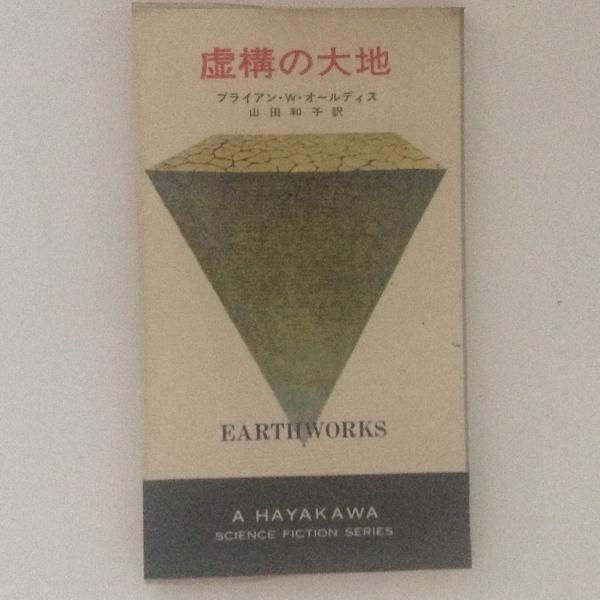 虚構の大地
ブライアン・W・オールディス
山田和子訳
EARTHWORKS
A HAYAKAWA
SCIENCE FICTION SERIES